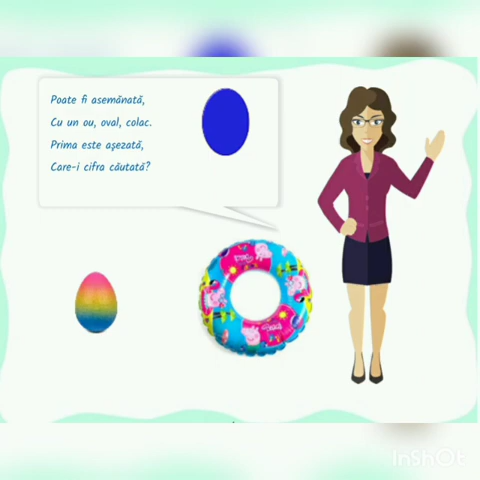 Poate fi asemănată,
Cu un ou, oval, colac.
Prima este așezată,
Care-i cifra căutată?
InShOt